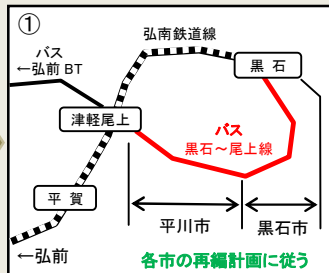 ①
弘南鉄道線
バス
←弘前 BT
黒 石
津軽尾上
バス
黒石～尾上線
平 賀
平川市
黒石市
←弘前
各市の再編計画に従う